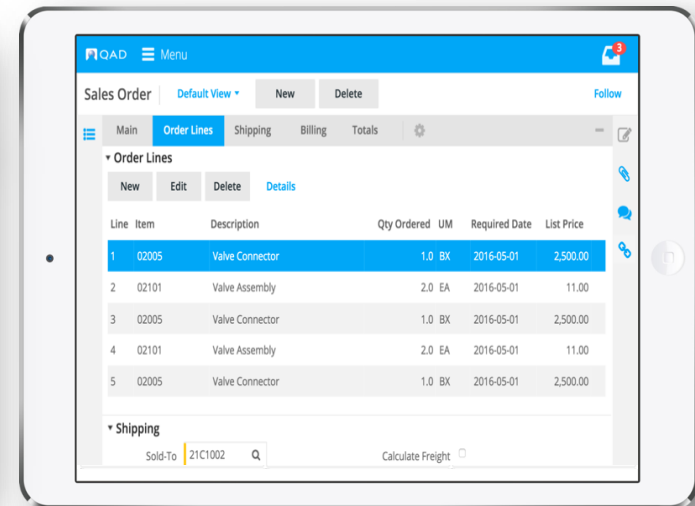 QAD Menu 3
Sales Order Default View New Delete Follow
Main Order Lines Shipping Billing Totals
Order Lines
New Edit Delete Details
Line Item Description Qty Ordered UM Required Date List Price
1 02005 Valve Connector 1.0 BX 2016-05-01 2,500.00
2 02101 Valve Assembly 2.0 EA 2016-05-01 11.00
3 02005 Valve Connector 1.0 BX 2016-05-01 2,500.00
4 02101 Valve Assembly 2.0 EA 2016-05-01 11.00
5 02005 Valve Connector 1.0 BX 2016-05-01 2,500.00
Shipping
Sold-To 21C1002 Calculate Freight